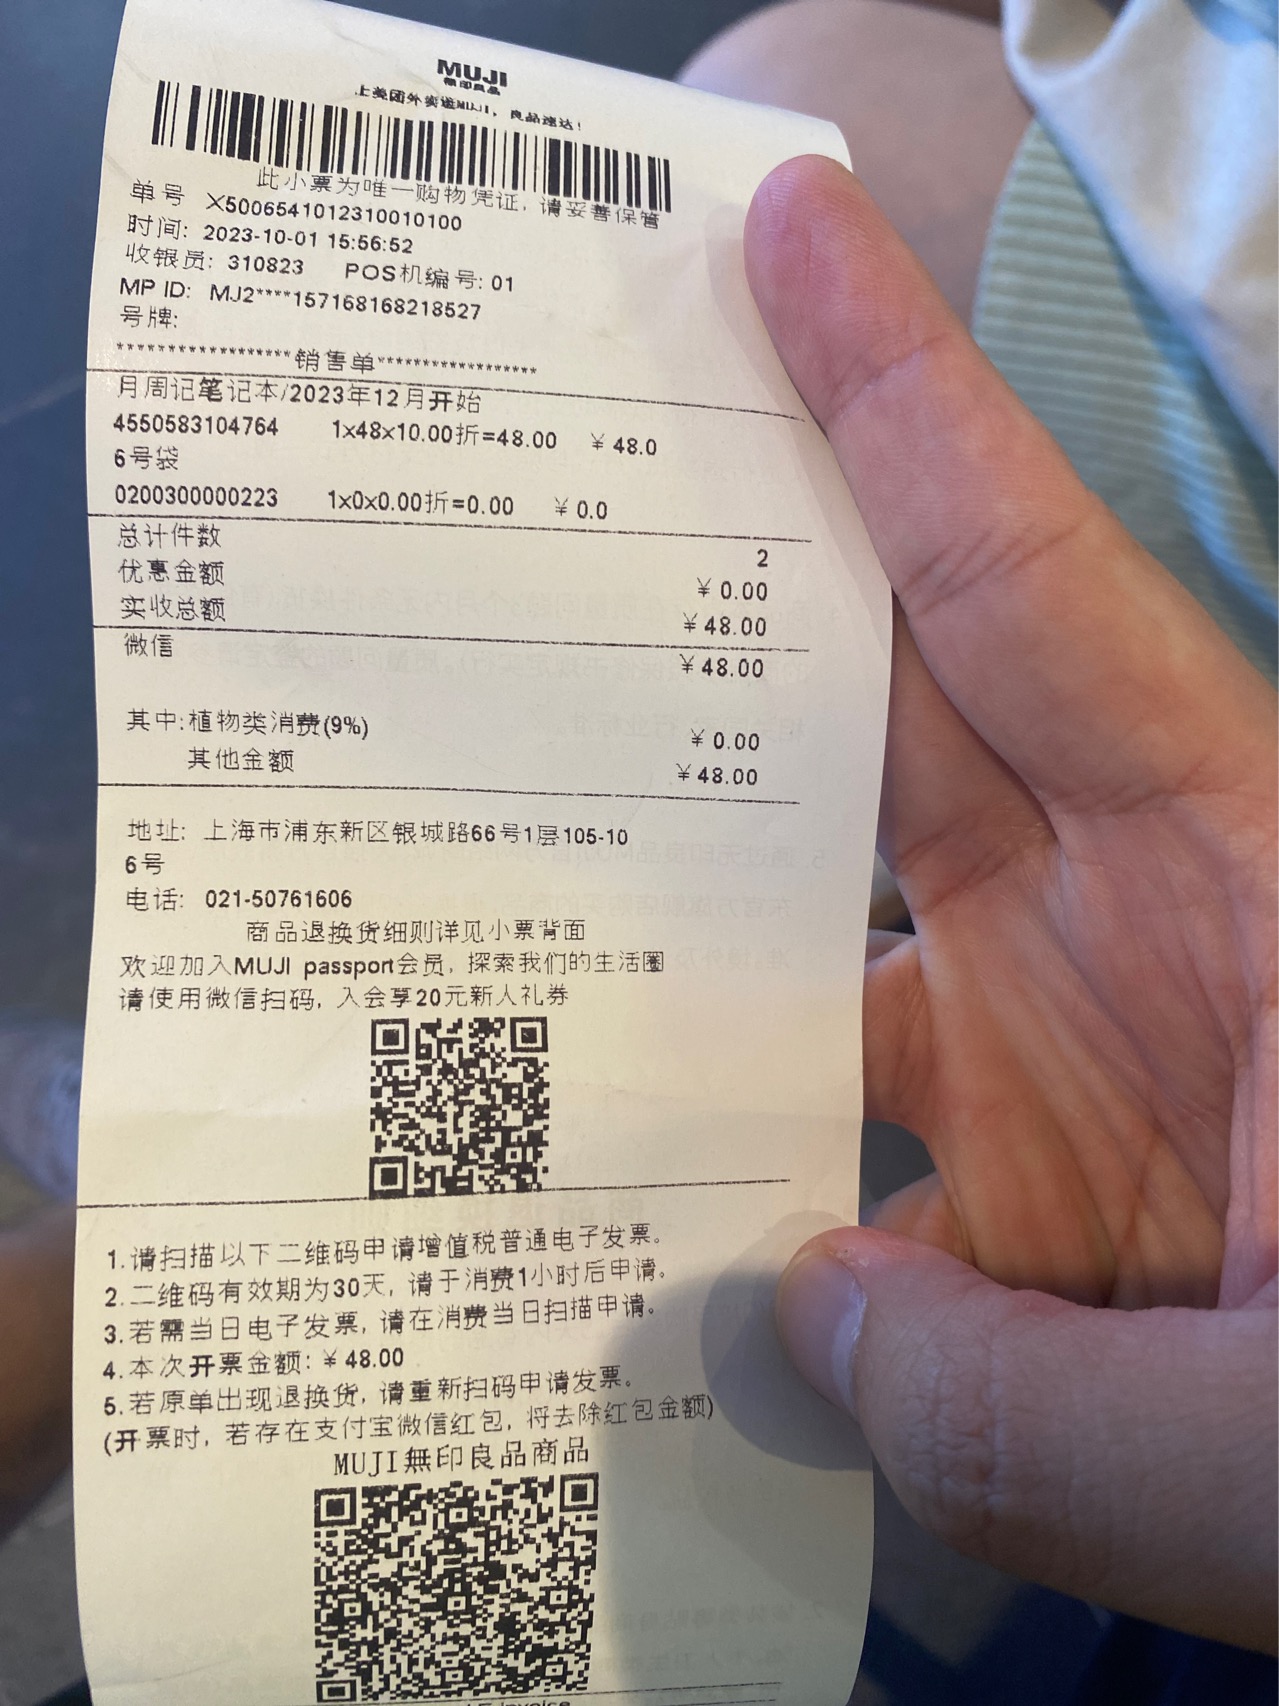 MUJI
無印良品
上美团外卖逛MUJI，良品速达！
此小票为唯一购物凭证，请妥善保管
单号 X5006541012310010100
时间: 2023-10-01 15:56:52
收银员: 310823 POS机编号: 01
MP ID: MJ2****157168168218527
号牌:
******************销售单******************
月周记笔记本/2023年12月开始
4550583104764 1x48x10.00折=48.00 ￥48.0
6号袋
0200300000223 1x0x0.00折=0.00 ￥0.0
总计件数 2
优惠金额 ￥0.00
实收总额 ￥48.00
微信 ￥48.00
其中:植物类消费(9%) ￥0.00
其他金额 ￥48.00
地址: 上海市浦东新区银城路66号1层105-10
6号
电话: 021-50761606
商品退换货细则详见小票背面
欢迎加入MUJI passport会员, 探索我们的生活圈
请使用微信扫码, 入会享20元新人礼券
1.请扫描以下二维码申请增值税普通电子发票。
2.二维码有效期为30天, 请于消费1小时后申请。
3.若需当日电子发票, 请在消费当日扫描申请。
4.本次开票金额: ￥48.00
5.若原单出现退换货, 请重新扫码申请发票。
(开票时, 若存在支付宝微信红包, 将去除红包金额)
MUJI無印良品商品
invoice